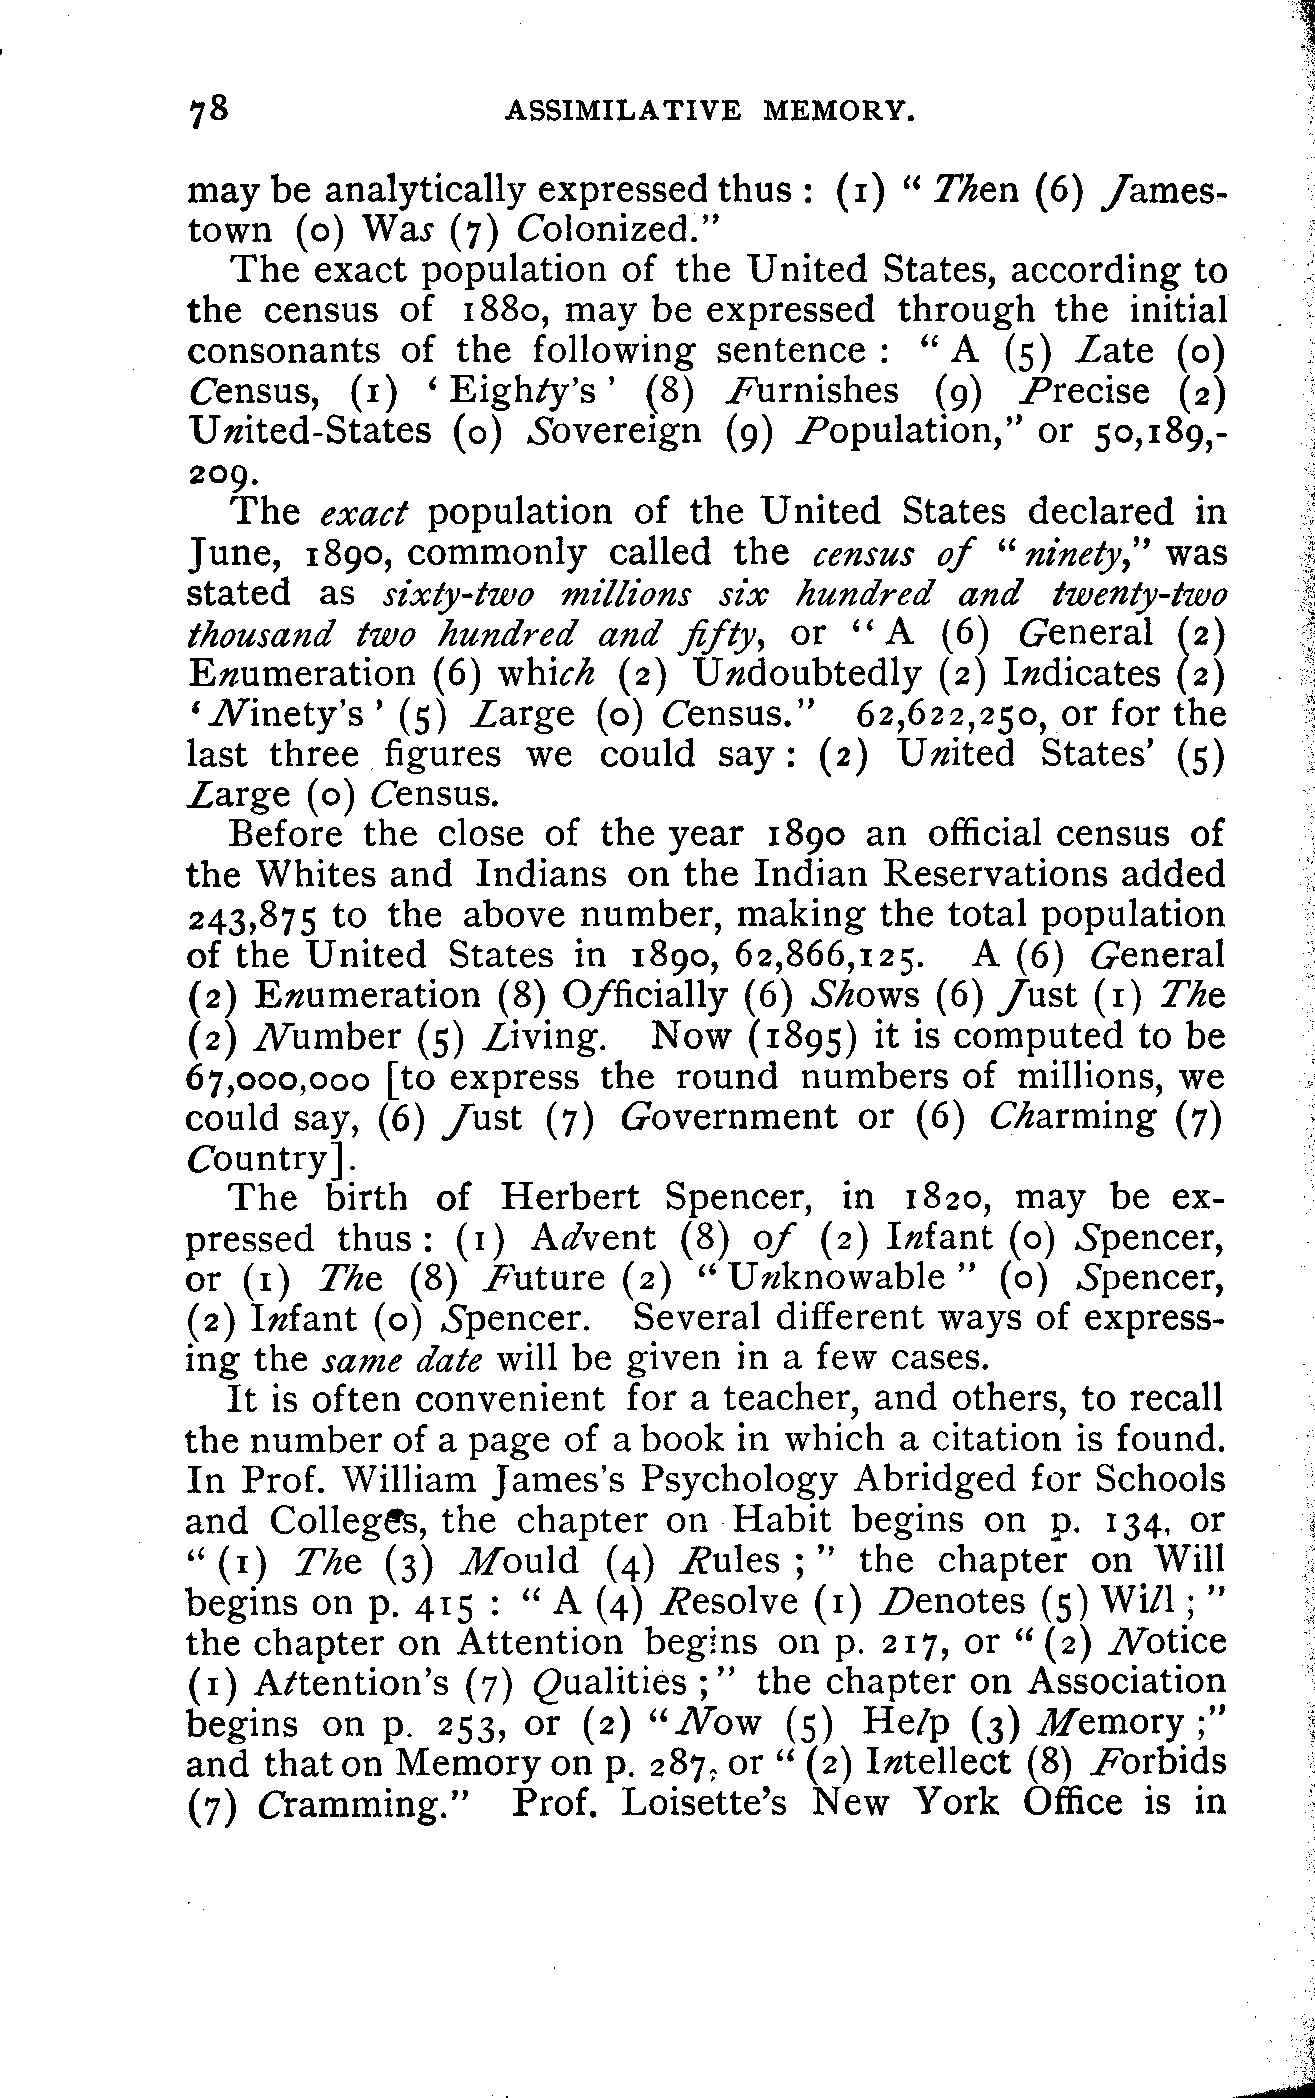 78 ASSIMILATIVE MEMORY.
may be analytically expressed thus : (1) “ Then (6) James-
town (0) Was (7) Colonized.”
The exact population of the United States, according to
the census of 1880, may be expressed through the initial
consonants of the following sentence : “ A (5) Late (0)
Census, (1) ‘ Eighty's ’ (8) Furnishes (9) Precise (2)
United-States (0) Sovereign (9) Population,” or 50,189,-
209.
The exact population of the United States declared in
June, 1890, commonly called the census of “ ninety,” was
stated as sixty-two millions six hundred and twenty-two
thousand two hundred and fifty, or “ A (6) General (2)
Enumeration (6) which (2) Undoubtedly (2) Indicates (2)
‘ Ninety's ’ (5) Large (0) Census.” 62,622,250, or for the
last three figures we could say : (2) United States' (5)
Large (0) Census.
Before the close of the year 1890 an official census of
the Whites and Indians on the Indian Reservations added
243,875 to the above number, making the total population
of the United States in 1890, 62,866,125. A (6) General
(2) Enumeration (8) Officially (6) Shows (6) Just (1) The
(2) Number (5) Living. Now (1895) it is computed to be
67,000,000 [to express the round numbers of millions, we
could say, (6) Just (7) Government or (6) Charming (7)
Country].
The birth of Herbert Spencer, in 1820, may be ex-
pressed thus : (1) Advent (8) of (2) Infant (0) Spencer,
or (1) The (8) Future (2) “ Unknowable ” (0) Spencer,
(2) Infant (0) Spencer. Several different ways of express-
ing the same date will be given in a few cases.
It is often convenient for a teacher, and others, to recall
the number of a page of a book in which a citation is found.
In Prof. William James's Psychology Abridged for Schools
and Colleges, the chapter on Habit begins on p. 134, or
“ (1) The (3) Mould (4) Rules ; ” the chapter on Will
begins on p. 415 : “ A (4) Resolve (1) Denotes (5) Will ; ”
the chapter on Attention begins on p. 217, or “ (2) Notice
(1) Attention's (7) Qualities ; ” the chapter on Association
begins on p. 253, or (2) “ Now (5) Help (3) Memory ;”
and that on Memory on p. 287, or “ (2) Intellect (8) Forbids
(7) Cramming.” Prof. Loisette's New York Office is in